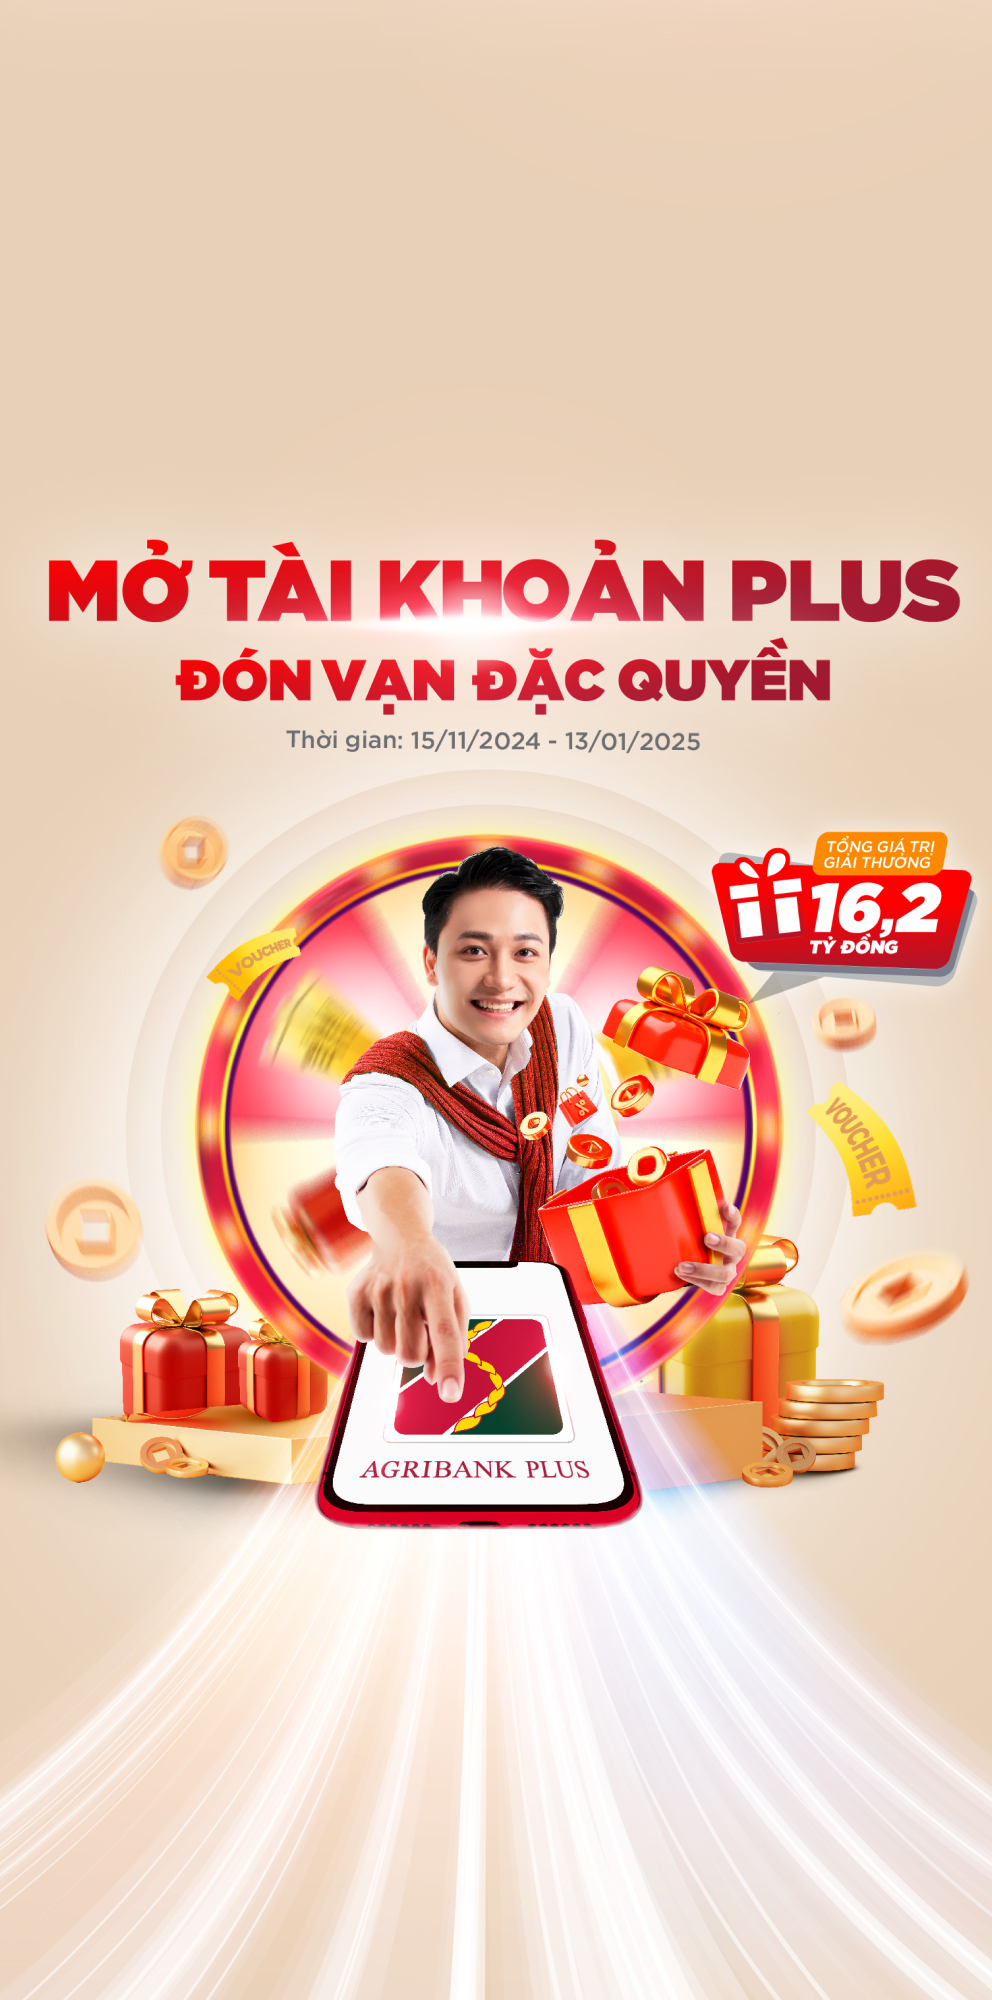 MỞ TÀI KHOẢN PLUS
ĐÓN VẠN ĐẶC QUYỀN
Thời gian: 15/11/2024 - 13/01/2025
TỔNG GIÁ TRỊ
GIẢI THƯỞNG
16,2
TỶ ĐỒNG
VOUCHER
VOUCHER
AGRIBANK PLUS